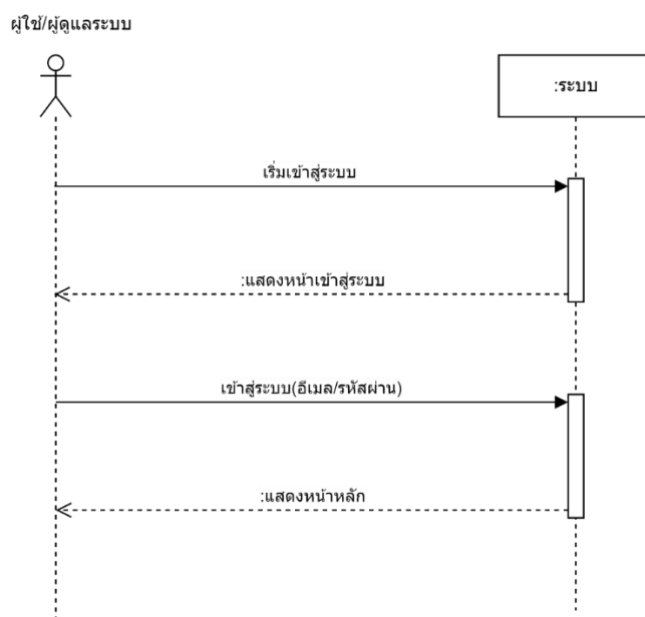 ผู้ใช้/ผู้ดูแลระบบ
:ระบบ
เริ่มเข้าสู่ระบบ
:แสดงหน้าเข้าสู่ระบบ
เข้าสู่ระบบ(อีเมล/รหัสผ่าน)
:แสดงหน้าหลัก